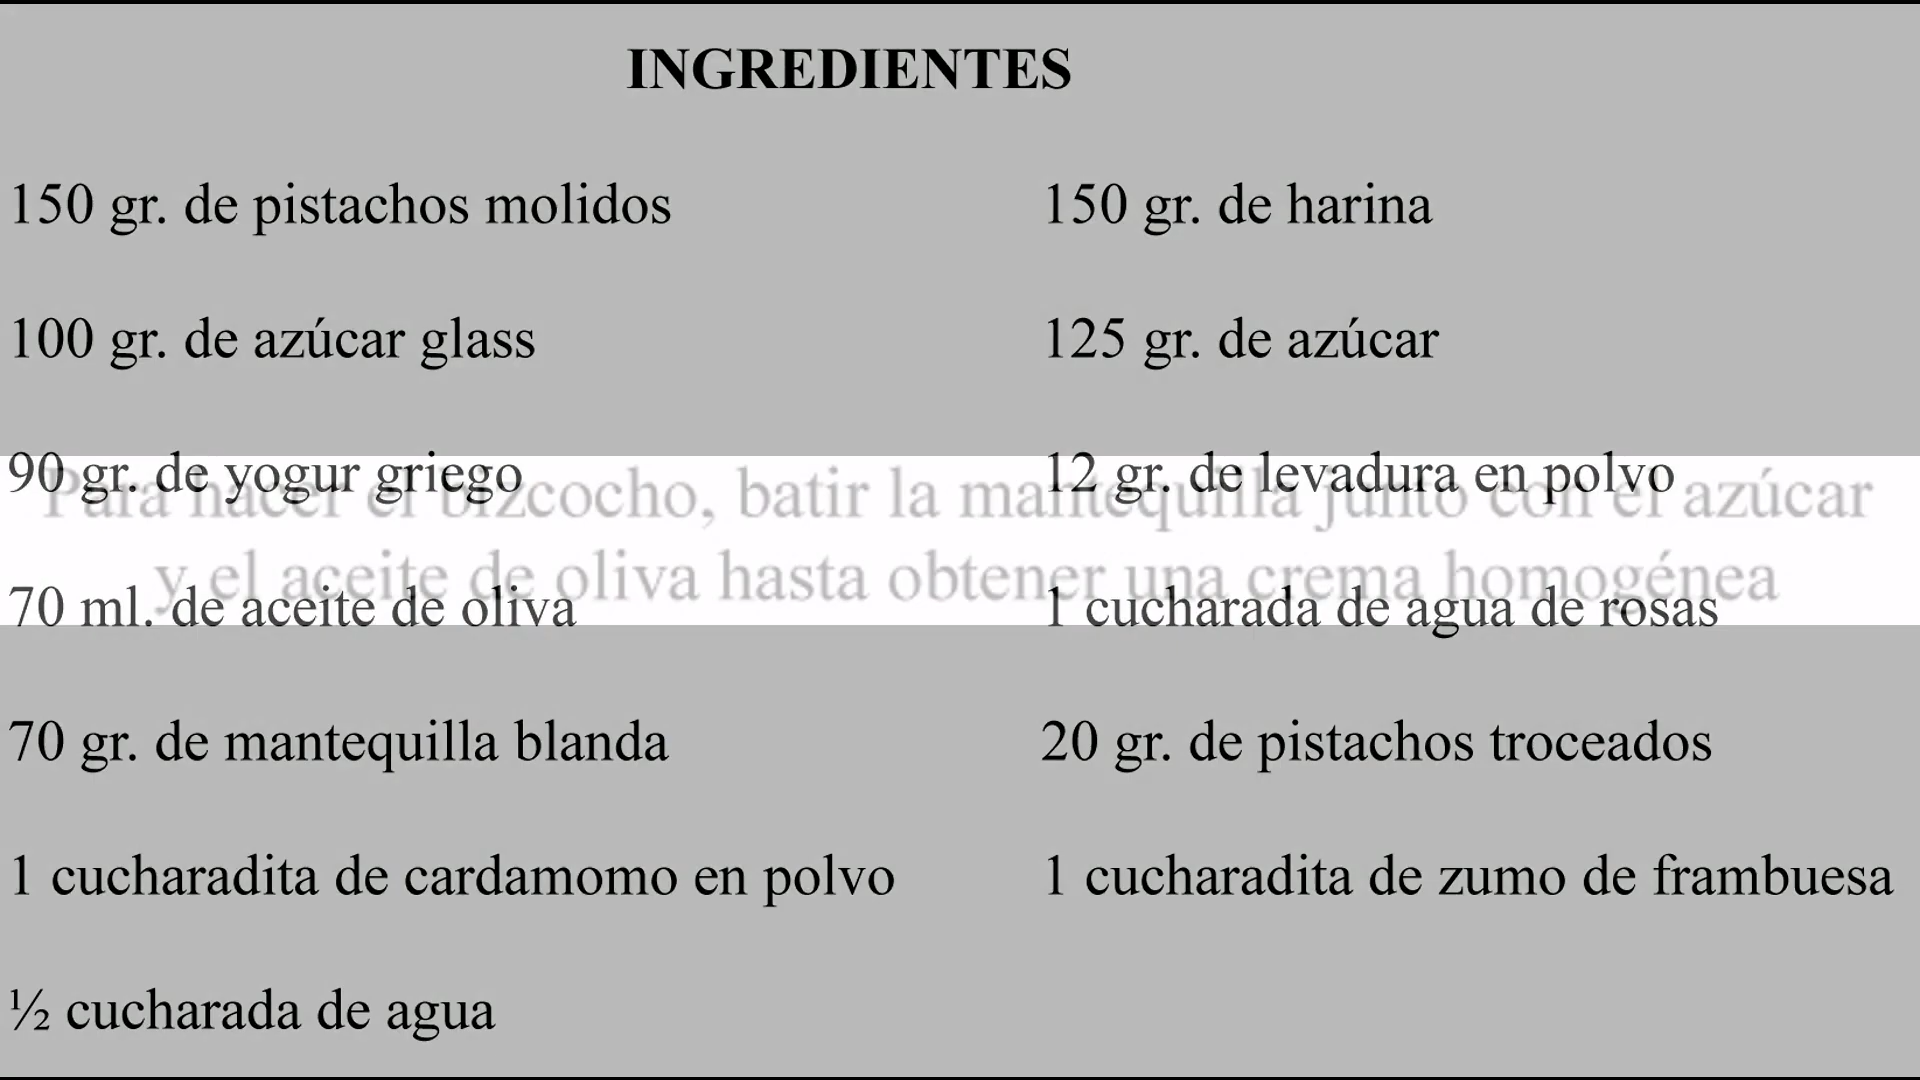 INGREDIENTES
150 gr. de pistachos molidos
150 gr. de harina
100 gr. de azúcar glass
125 gr. de azúcar
90 gr. de yogur griego
12 gr. de levadura en polvo
Para hacer el bizcocho, batir la mantequilla junto con el azúcar
y el aceite de oliva hasta obtener una crema homogénea
70 ml. de aceite de oliva
1 cucharada de agua de rosas
70 gr. de mantequilla blanda
20 gr. de pistachos troceados
1 cucharadita de cardamomo en polvo
1 cucharadita de zumo de frambuesa
½ cucharada de agua